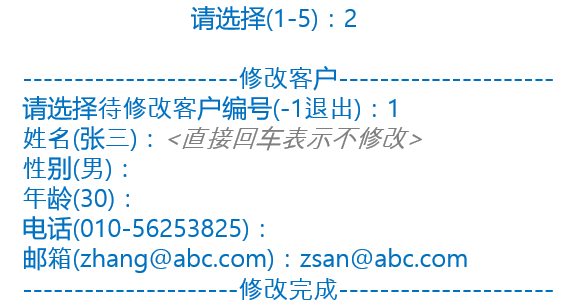 请选择(1-5)：2
---------------------修改客户---------------------
请选择待修改客户编号(-1退出)：1
姓名(张三)：<直接回车表示不修改>
性别(男)：
年龄(30)：
电话(010-56253825)：
邮箱(zhang@abc.com)：zsan@abc.com
---------------------修改完成---------------------